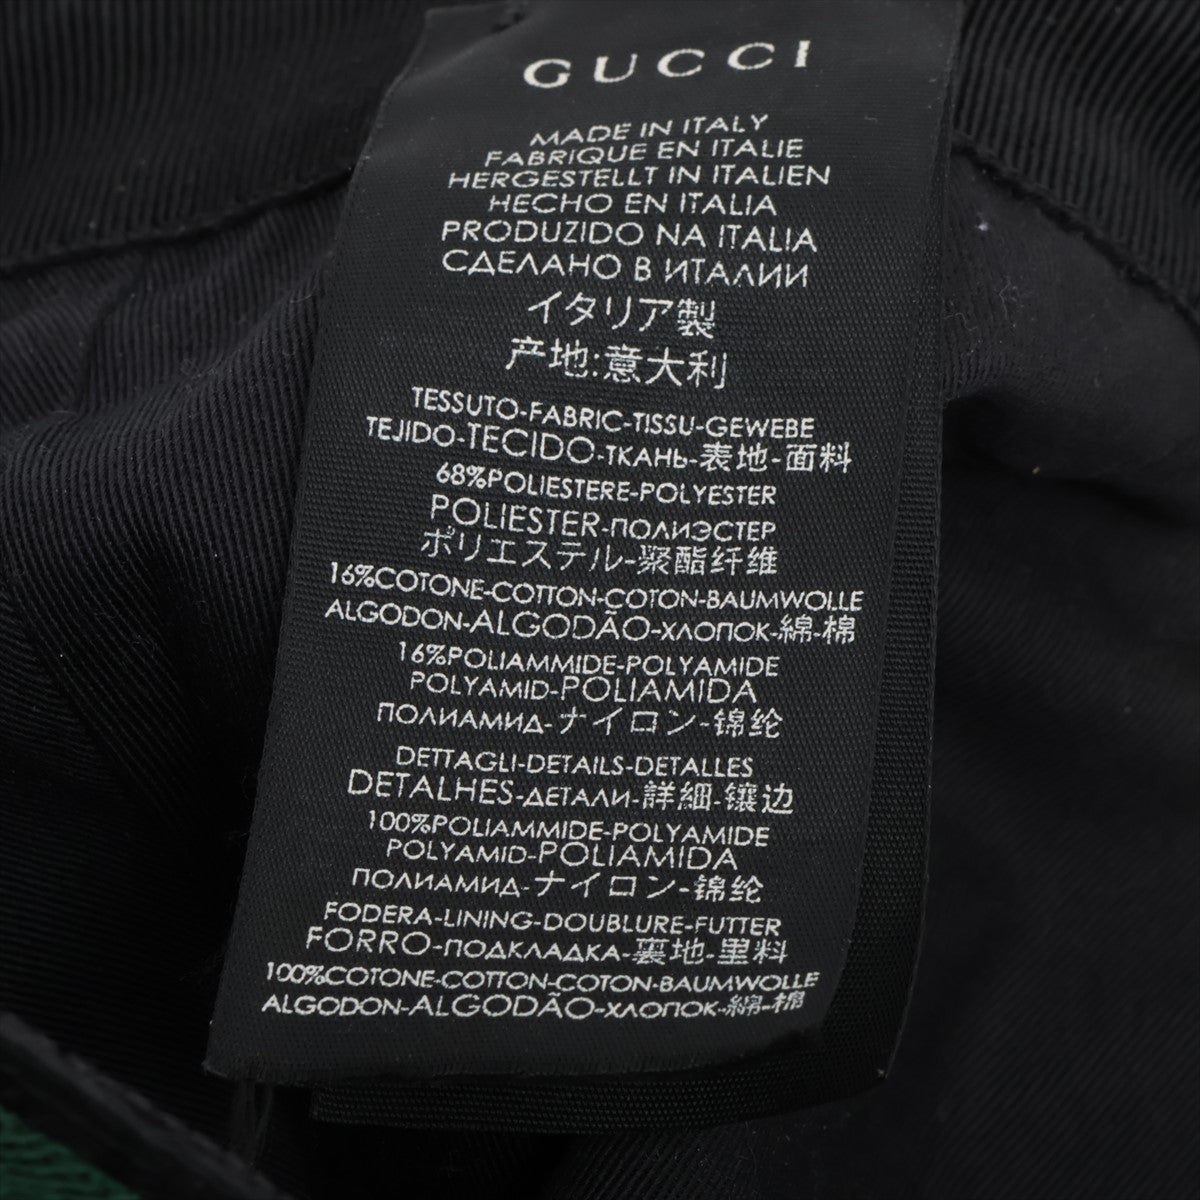 GUCCI
MADE IN ITALY
FABRIQUE EN ITALIE
HERGESTELLT IN ITALIEN
HECHO EN ITALIA
PRODUZIDO NA ITALIA
СДЕЛАНО В ИТАЛИИ
イタリア製
产地:意大利
TESSUTO-FABRIC-TISSU-GEWEBE
TEJIDO-TECIDO-ТКАНЬ-表地-面料
68%POLIESTERE-POLYESTER
POLIESTER-ПОЛИЭСТЕР
ポリエステル-聚酯纤维
16%COTONE-COTTON-COTON-BAUMWOLLE
ALGODON-ALGODÃO-ХЛОПОК-綿-棉
16%POLIAMMIDE-POLYAMIDE
POLYAMID-POLIAMIDA
ПОЛИАМИД-ナイロン-锦纶
DETTAGLI-DETAILS-DETALLES
DETALHES-ДЕТАЛИ-詳細-镶边
100%POLIAMMIDE-POLYAMIDE
POLYAMID-POLIAMIDA
ПОЛИАМИД-ナイロン-锦纶
FODERA-LINING-DOUBLURE-FUTTER
FORRO-ПОДКЛАДКА-裏地-里料
100%COTONE-COTTON-COTON-BAUMWOLLE
ALGODON-ALGODÃO-ХЛОПОК-綿-棉